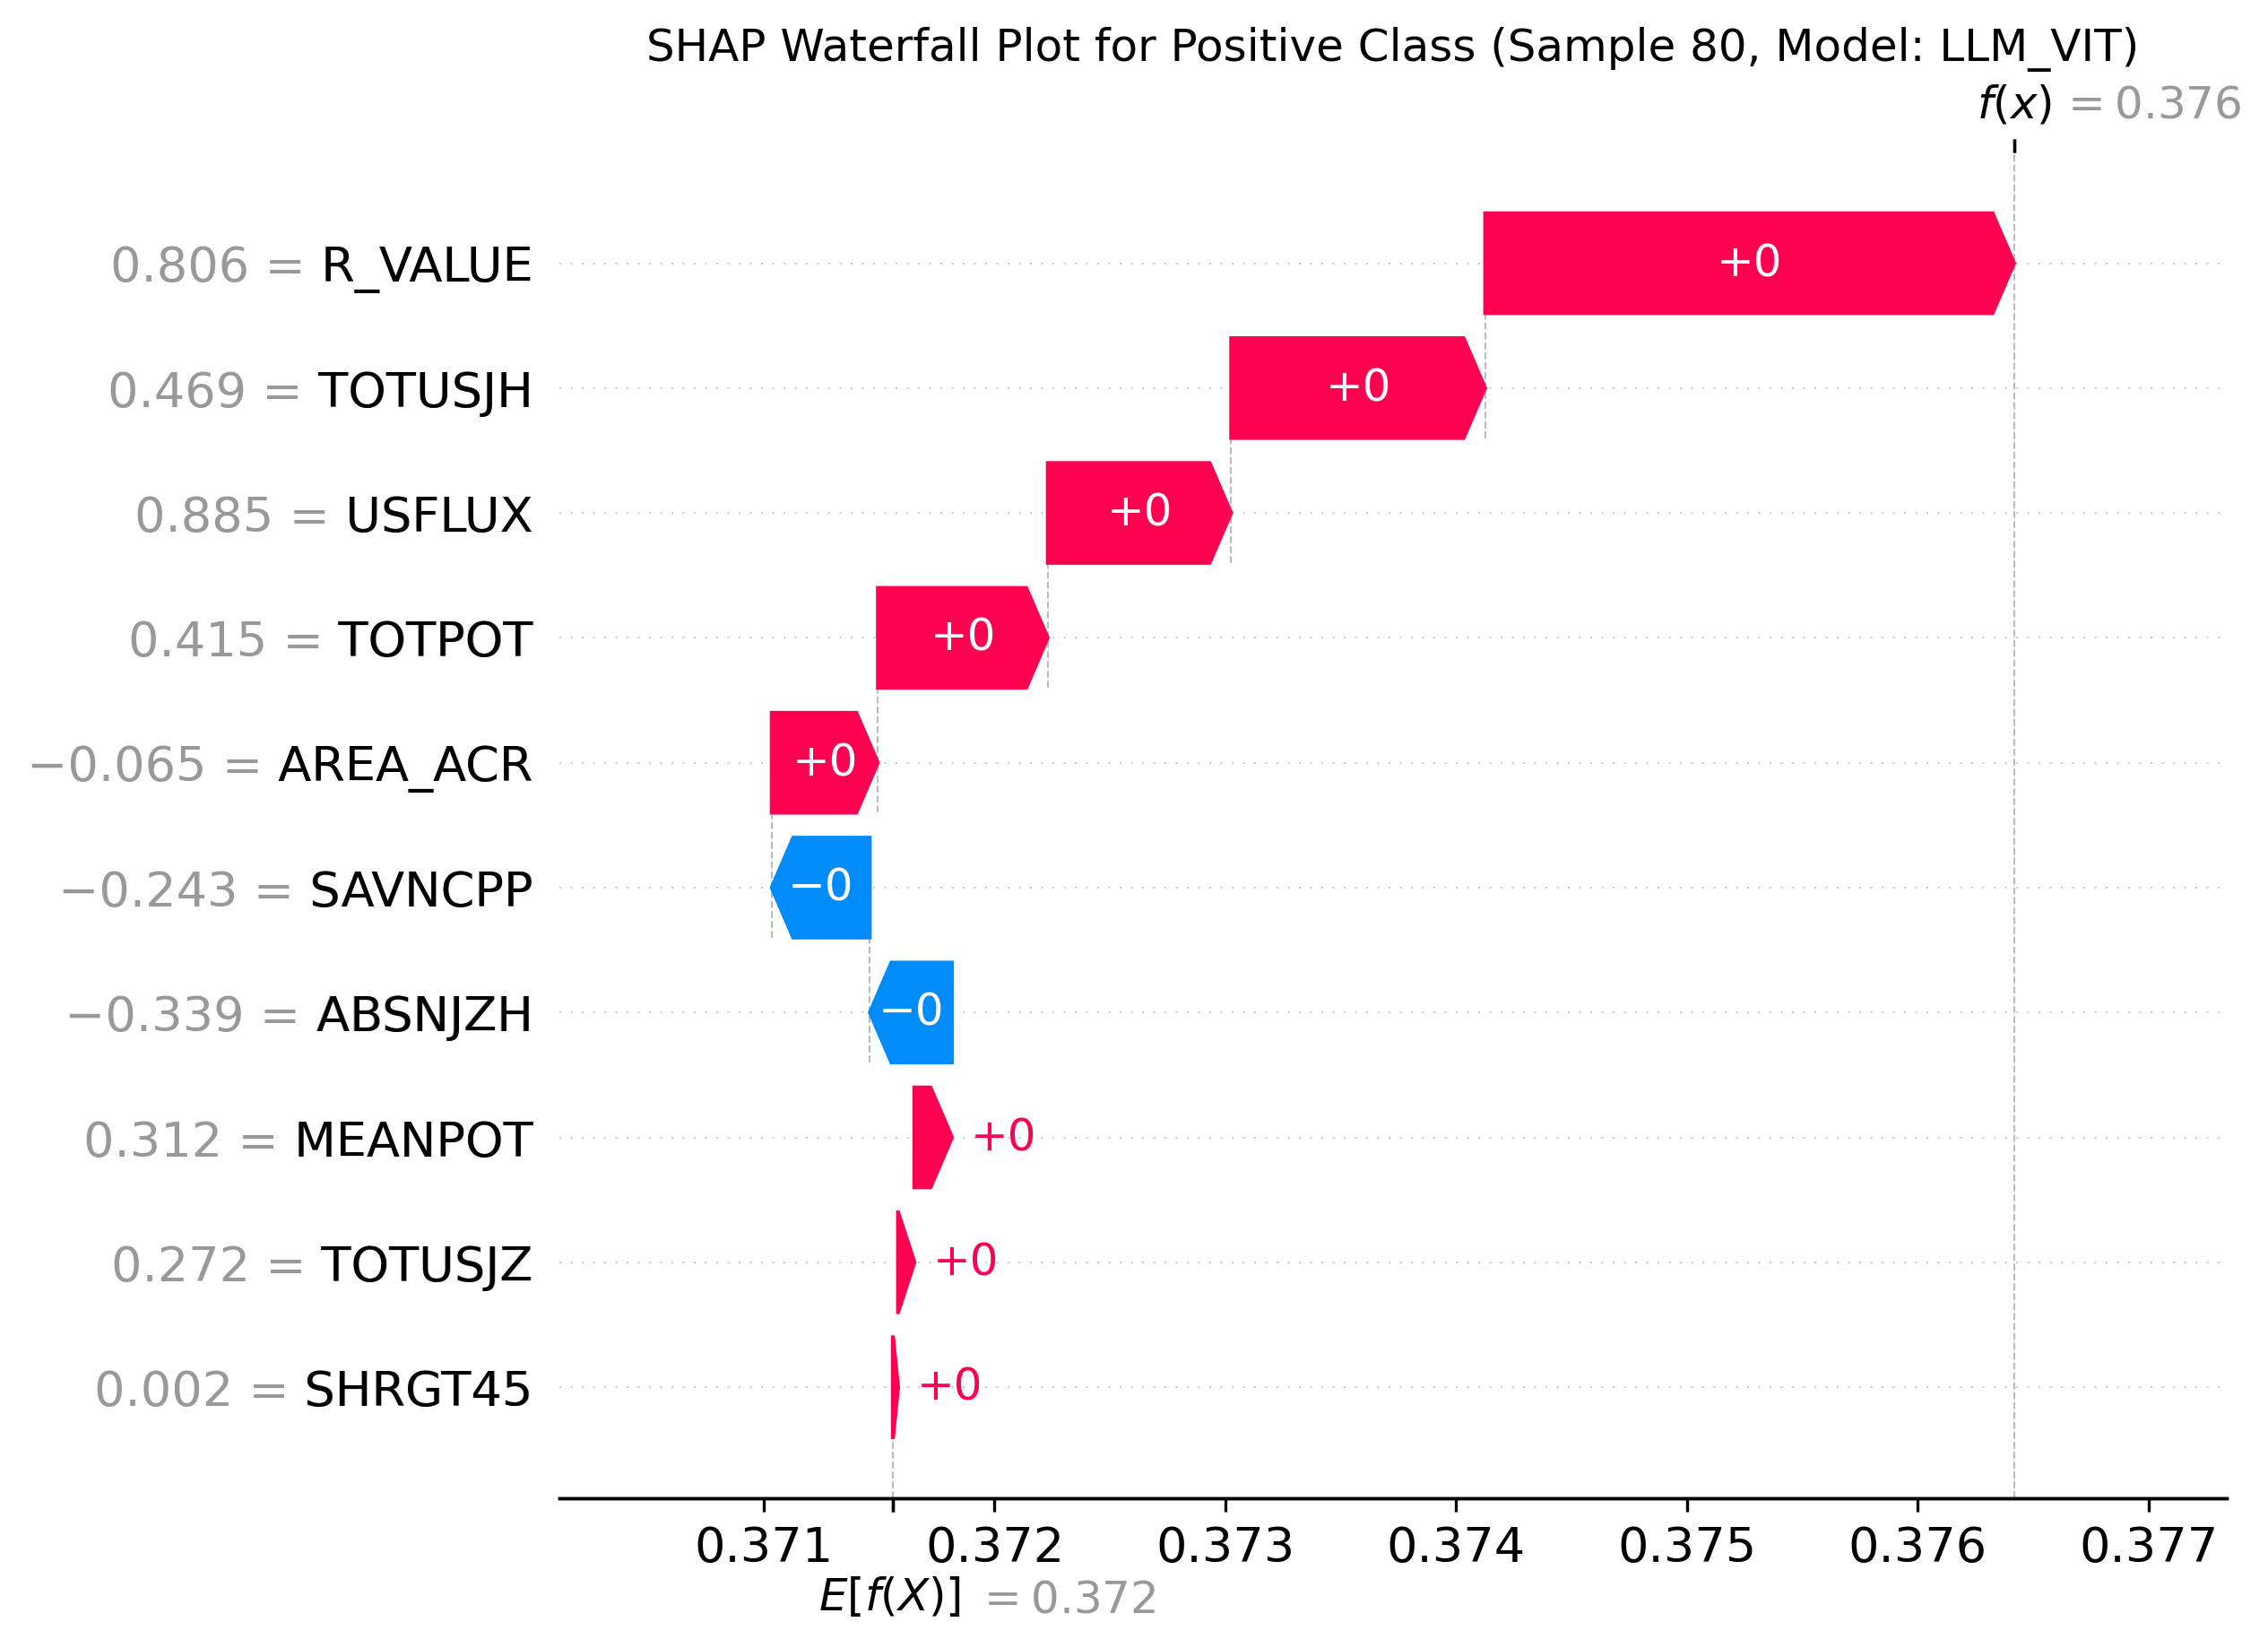 SHAP Waterfall Plot for Positive Class (Sample 80, Model: LLM_VIT)
f(x) = 0.376
0.806 = R_VALUE +0
0.469 = TOTUSJH +0
0.885 = USFLUX +0
0.415 = TOTPOT +0
−0.065 = AREA_ACR +0
−0.243 = SAVNCPP −0
−0.339 = ABSNJZH −0
0.312 = MEANPOT +0
0.272 = TOTUSJZ +0
0.002 = SHRGT45 +0
0.371 0.372 0.373 0.374 0.375 0.376 0.377
E[f(X)] = 0.372